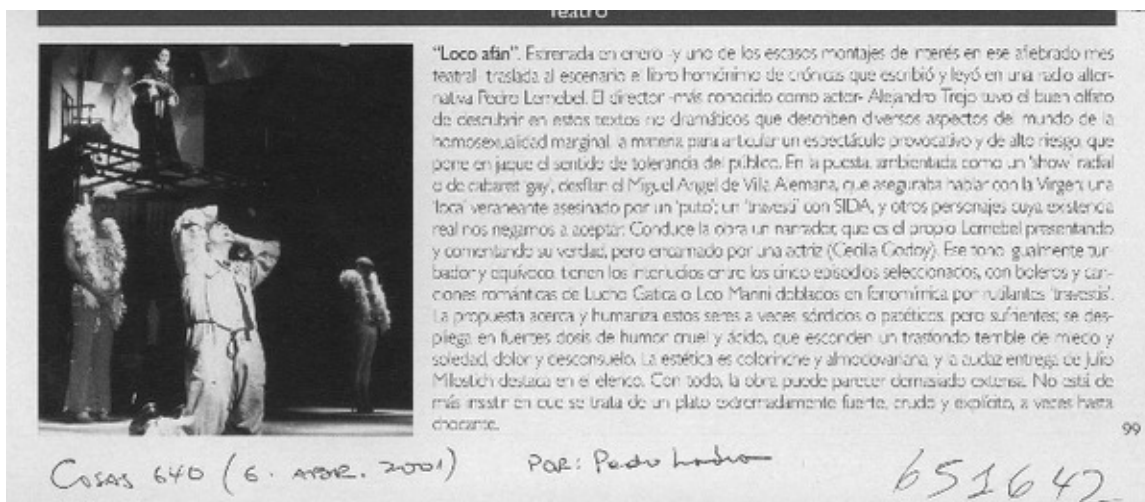 Teatro
"Loco afán". Estrenada en enero -y uno de los escasos montajes de interés en ese afiebrado mes
teatral- traslada al escenario el libro homónimo de crónicas que escribió y leyó en una radio alter-
nativa Pedro Lemebel. El director -más conocido como actor- Alejandro Trejo tuvo el buen olfato
de descubrir en estos textos no dramáticos que describen diversos aspectos del mundo de la
homosexualidad marginal, la materia para articular un espectáculo provocativo y de alto riesgo, que
pone en jaque el sentido de tolerancia del público. En la puesta, ambientada como un 'show' radial
o de cabaret 'gay', desfilan el Miguel Angel de Villa Alemana, que aseguraba hablar con la Virgen; una
'loca' veraneante asesinado por un 'puto'; un 'travesti' con SIDA, y otros personajes cuya existencia
real nos negamos a aceptar. Conduce la obra un narrador, que es el propio Lemebel presentando
y comentando su verdad, pero encarnado por una actriz (Cecilia Godoy). Ese tono igualmente tur-
bador y equívoco, tienen los interludios entre los cinco episodios seleccionados, con boleros y can-
ciones románticas de Lucho Gatica o Leo Marini doblados en fonomímica por rutilantes 'travestis'.
La propuesta acerca y humaniza estos seres a veces sórdidos o patéticos, pero sufrientes; se des-
pliega en fuertes dosis de humor cruel y ácido, que esconden un trasfondo terrible de miedo y
soledad, dolor y desconsuelo. La estética es colorinche y almodovariana, y la audaz entrega de Julio
Milostich destaca en el elenco. Con todo, la obra puede parecer demasiado extensa. No está de
más insistir en que se trata de un plato extremadamente fuerte, crudo y explícito, a veces hasta
chocante.
99
COSAS 640 (6. ABR. 2001) POR: Pedro
651642